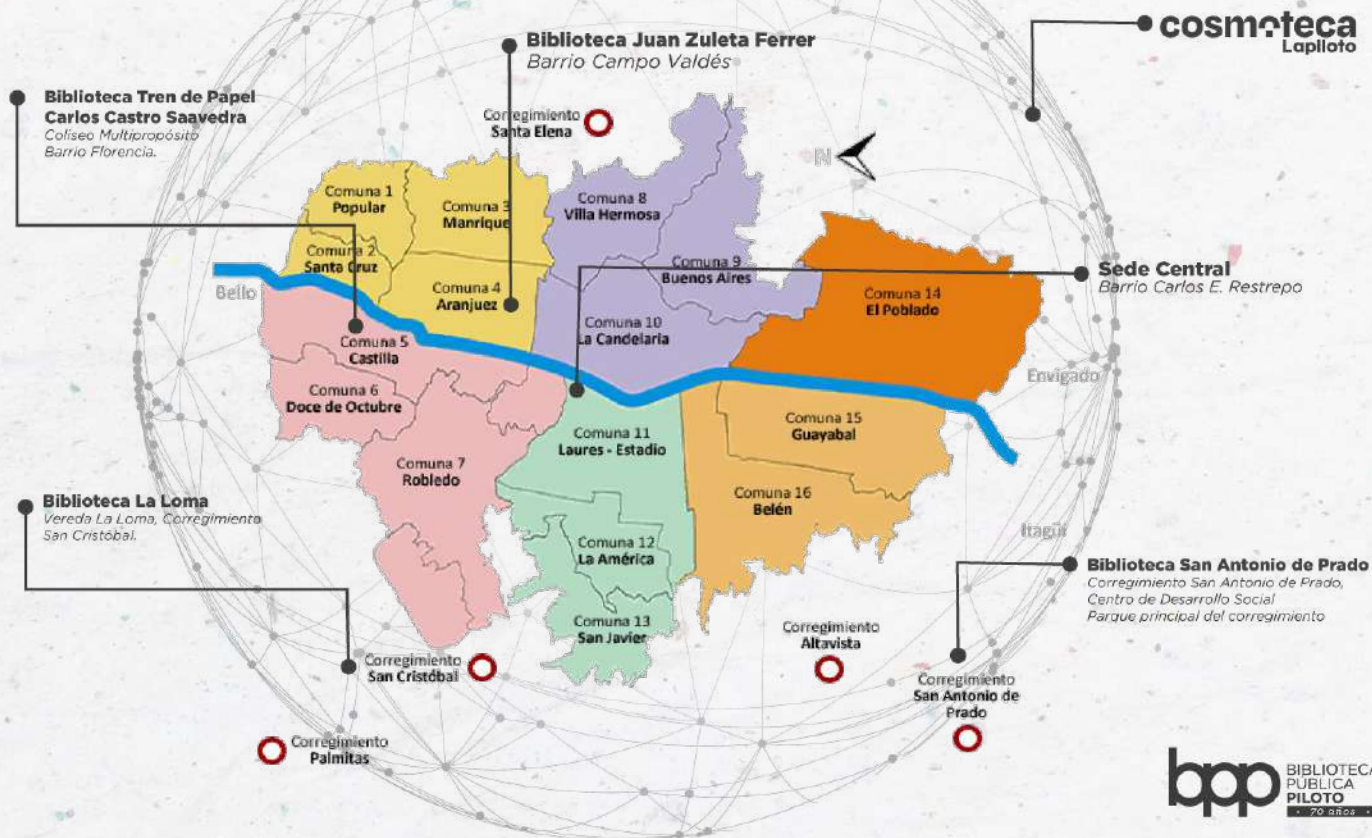 cosmoteca
Lapiloto
Biblioteca Juan Zuleta Ferrer
Barrio Campo Valdés
Biblioteca Tren de Papel
Carlos Castro Saavedra
Coliseo Multipropósito
Barrio Florencia.
Corregimiento
Santa Elena
N
Comuna 1
Popular
Comuna 3
Manrique
Comuna 8
Villa Hermosa
Comuna 2
Santa Cruz
Comuna 9
Buenos Aires
Sede Central
Barrio Carlos E. Restrepo
Bello
Comuna 4
Aranjuez
Comuna 14
El Poblado
Comuna 10
La Candelaria
Comuna 5
Castilla
Envigado
Comuna 6
Doce de Octubre
Comuna 15
Guayabal
Comuna 11
Laures - Estadio
Comuna 7
Robledo
Comuna 16
Belén
Biblioteca La Loma
Vereda La Loma, Corregimiento
San Cristóbal.
Itagüí
Comuna 12
La América
Biblioteca San Antonio de Prado
Corregimiento San Antonio de Prado,
Centro de Desarrollo Social
Parque principal del corregimiento
Comuna 13
San Javier
Corregimiento
Altavista
Corregimiento
San Cristóbal
Corregimiento
San Antonio de
Prado
Corregimiento
Palmitas
bpp
BIBLIOTECA
PÚBLICA
PILOTO
70 años